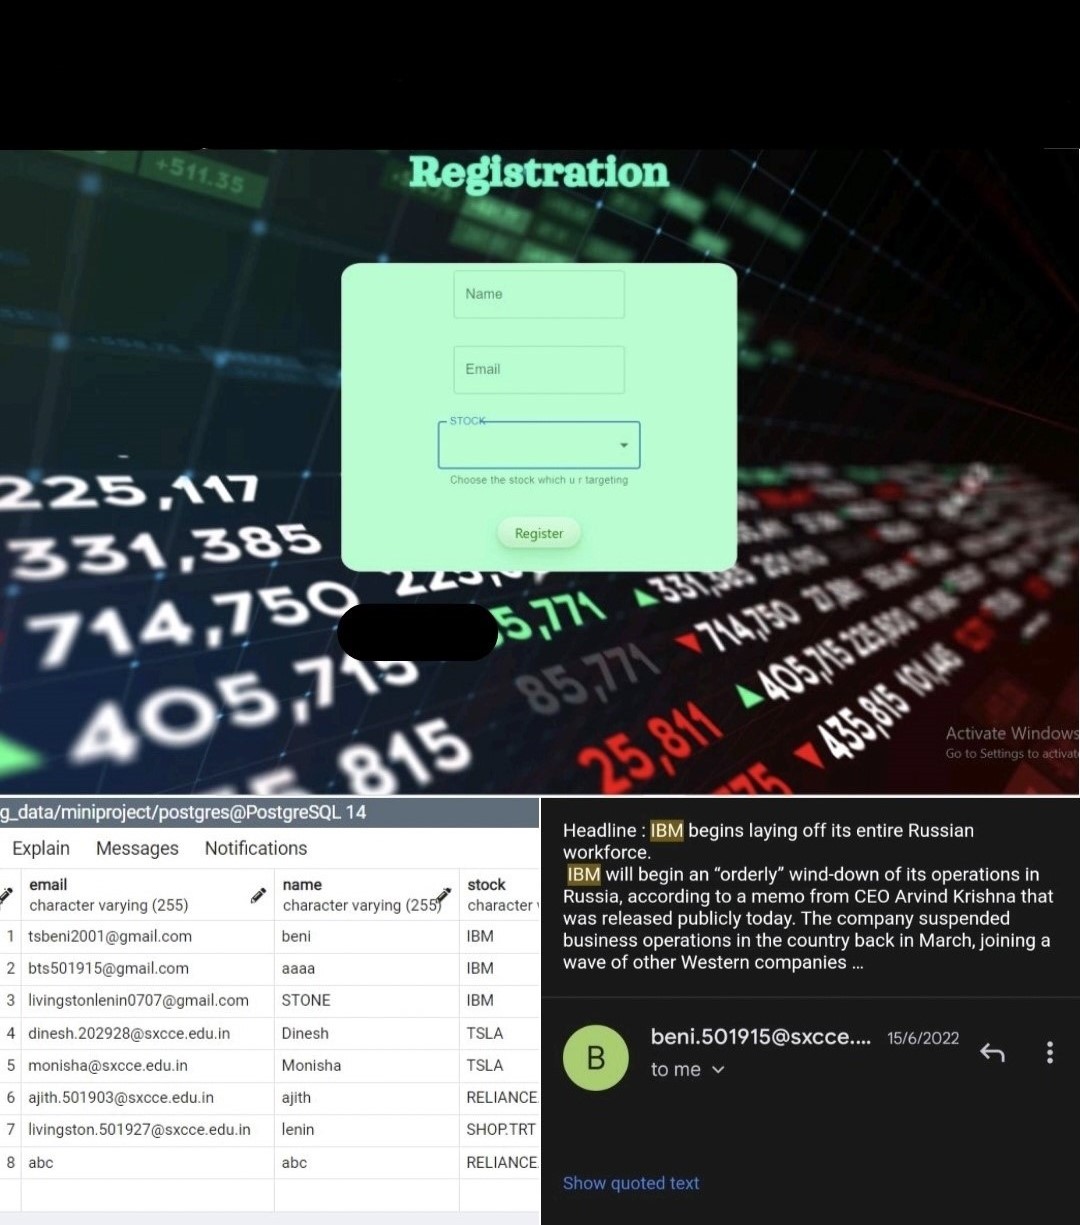 +511.35
Registration
Name
Email
STOCK
Choose the stock which u r targeting
Register
225,117
331,385
714,750
405,715
815
5,771
85,771
25,811
331,385
714,750
405,715
435,815
101,145
Activate Windows
Go to Settings to activate
g_data/miniproject/postgres@PostgreSQL 14
Explain Messages Notifications
email name stock
character varying (255) character varying (255) character
1 tsbeni2001@gmail.com beni IBM
2 bts501915@gmail.com aaaa IBM
3 livingstonlenin0707@gmail.com STONE IBM
4 dinesh.202928@sxcce.edu.in Dinesh TSLA
5 monisha@sxcce.edu.in Monisha TSLA
6 ajith.501903@sxcce.edu.in ajith RELIANCE.
7 livingston.501927@sxcce.edu.in lenin SHOP.TRT
8 abc abc RELIANCE.
Headline : IBM begins laying off its entire Russian
workforce.
IBM will begin an “orderly” wind-down of its operations in
Russia, according to a memo from CEO Arvind Krishna that
was released publicly today. The company suspended
business operations in the country back in March, joining a
wave of other Western companies ...
B
beni.501915@sxcce.... 15/6/2022
to me
Show quoted text